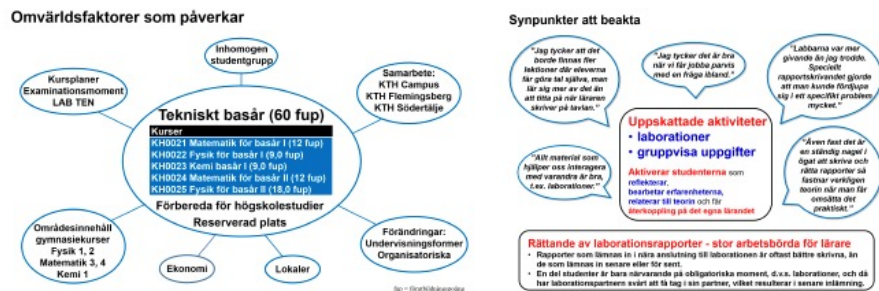 Omvärldsfaktorer som påverkar
Inhomogen
studentgrupp
Kursplaner
Examinationsmoment
LAB TEN
Samarbete:
KTH Campus
KTH Flemingsberg
KTH Södertälje
Tekniskt basår (60 fup)
Kurser
KH0021 Matematik för basår I (12 fup)
KH0022 Fysik för basår I (9,0 fup)
KH0023 Kemi basår I (9,0 fup)
KH0024 Matematik för basår II (12 fup)
KH0025 Fysik för basår II (18,0 fup)
Förbereda för högskolestudier
Reserverad plats
Områdesinnehåll
gymnasiekurser
Fysik 1, 2
Matematik 3, 4
Kemi 1
Ekonomi
Lokaler
Förändringar:
Undervisningsformer
Organisatoriska
fup =
Synpunkter att beakta
"Jag tycker att det
borde finnas fler
lektioner där eleverna
får göra tal själva, man
lär sig mer av det än
att titta på när läraren
skriver på tavlan."
"Jag tycker det är bra
när vi får jobba parvis
med en fråga ibland."
"Labbarna var mer
givande än jag trodde.
Speciellt
rapportskrivandet gjorde
att man kunde fördjupa
sig i ett specifikt problem
mycket."
"Allt material som
hjälper oss interagera
med varandra är bra,
t.ex. laborationer."
Uppskattade aktiviteter
• laborationer
• gruppvisa uppgifter
Aktiverar studenterna som
reflekterar,
bearbetar erfarenheterna,
relaterar till teorin och får
återkoppling på det egna lärandet
"Även fast det är
en ständig nagel i
ögat att skriva och
rätta rapporter så
fastnar verkligen
teorin när man får
omsätta det
praktiskt."
Rättande av laborationsrapporter - stor arbetsbörda för lärare
• Rapporter som lämnas in i nära anslutning till laborationen är oftast bättre skrivna, än
de som lämnas in senare eller för sent.
• En del studenter är bara närvarande på obligatoriska moment, d.v.s. laborationer, och då
har laborationspartnern svårt att få tag i sin partner, vilket resulterar i senare inlämning.